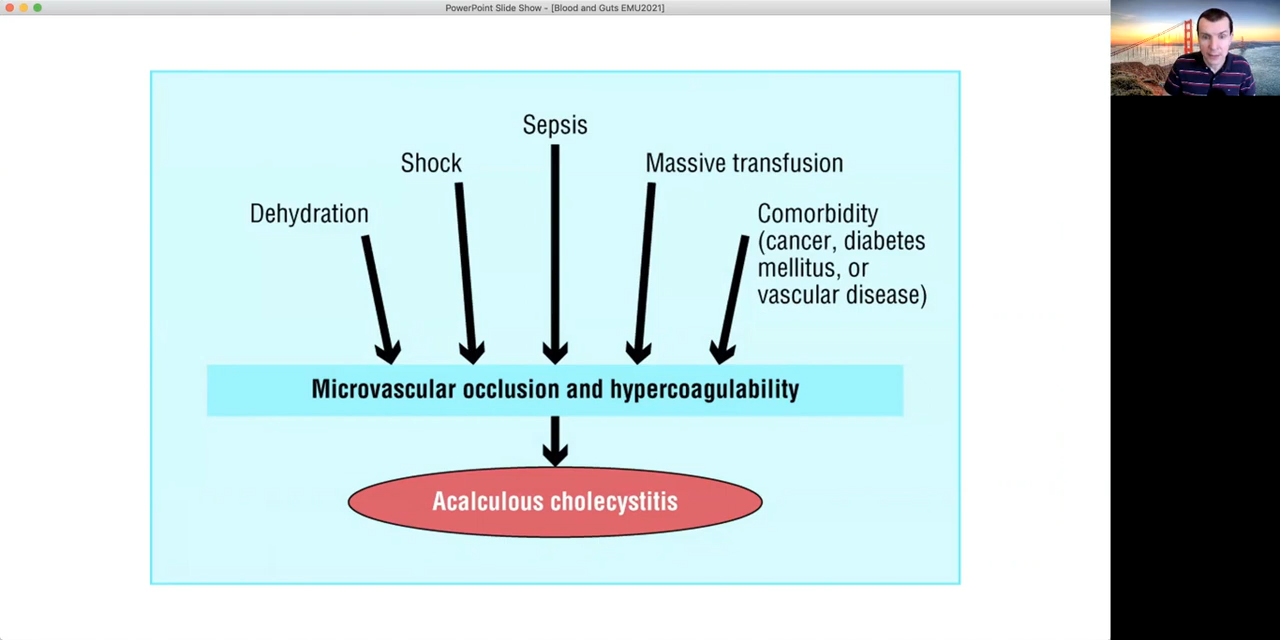 PowerPoint Slide Show - [Blood and Guts EMU2021]
Sepsis
Shock
Massive transfusion
Dehydration
Comorbidity
(cancer, diabetes
mellitus, or
vascular disease)
Microvascular occlusion and hypercoagulability
Acalculous cholecystitis